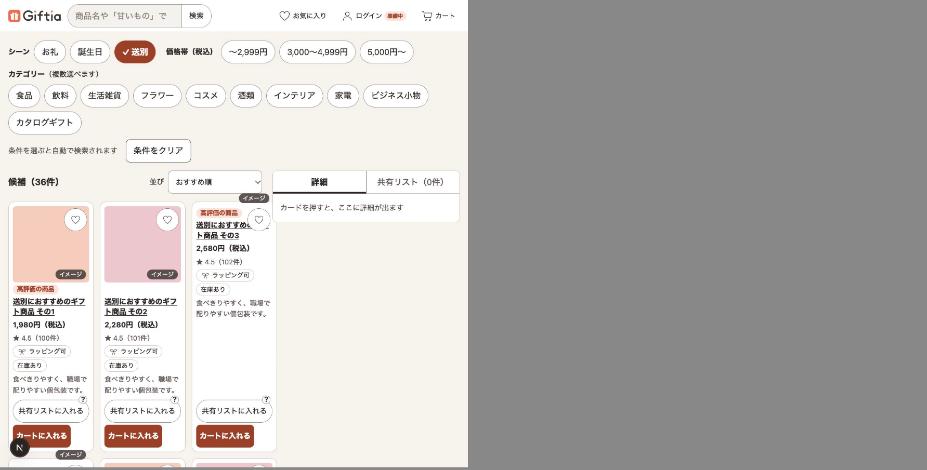 Giftia
商品名や「甘いもの」で
検索
お気に入り
ログイン 準備中
カート
シーン お礼 誕生日 ✓ 送別 価格帯（税込） 〜2,999円 3,000〜4,999円 5,000円〜
カテゴリー（複数選べます）
食品 飲料 生活雑貨 フラワー コスメ 酒類 インテリア 家電 ビジネス小物
カタログギフト
条件を選ぶと自動で検索されます 条件をクリア
候補（36件） 並び おすすめ順
詳細 共有リスト（0件）
カードを押すと、ここに詳細が出ます
イメージ
高評価の商品
送別におすすめのギフ
ト商品 その1
1,980円（税込）
★ 4.5（100件）
ラッピング可
在庫あり
食べきりやすく、職場で
配りやすい個包装です。
?
共有リストに入れる
カートに入れる
イメージ
送別におすすめのギフ
ト商品 その2
2,280円（税込）
★ 4.5（101件）
ラッピング可
在庫あり
食べきりやすく、職場で
配りやすい個包装です。
?
共有リストに入れる
カートに入れる
イメージ
高評価の商品
送別におすすめの
ト商品 その3
2,580円（税込）
★ 4.5（102件）
ラッピング可
在庫あり
食べきりやすく、職場で
配りやすい個包装です。
?
共有リストに入れる
カートに入れる
N
イメージ